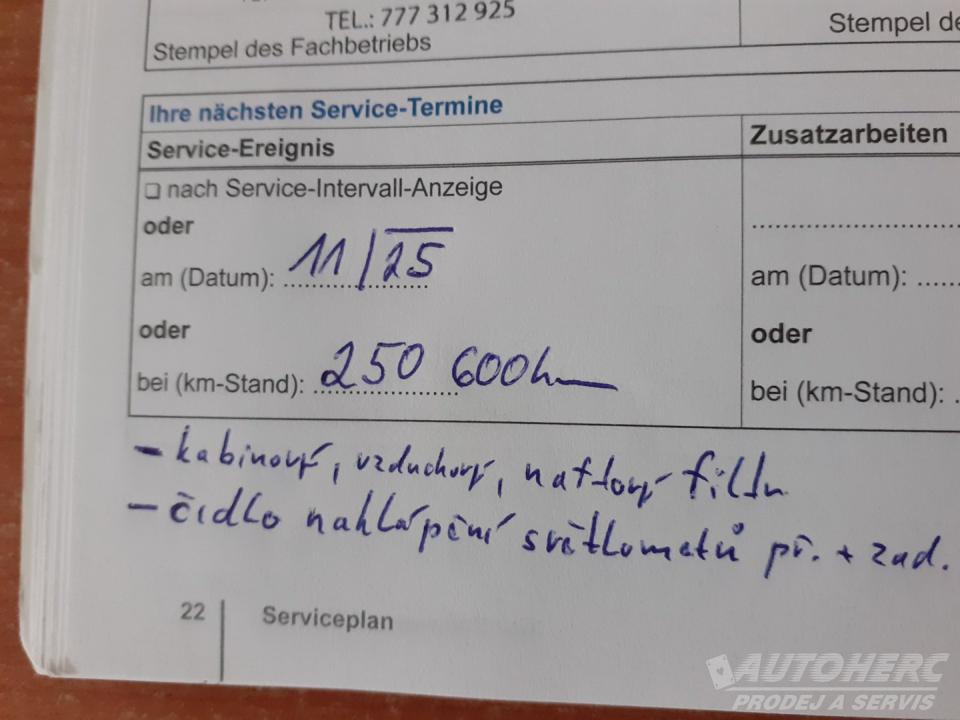 TEL.: 777 312 925
Stempel des Fachbetriebs
Stempel de
Ihre nächsten Service-Termine
Service-Ereignis
Zusatzarbeiten
❏ nach Service-Intervall-Anzeige
oder
am (Datum): 11/25
am (Datum):
oder
oder
bei (km-Stand): 250 600km
bei (km-Stand):
- kabinový, vzduchový, naftový filtr
- čidlo naklápění světlometů př. + zad.
22 Serviceplan
AUTOHERC
PRODEJ A SERVIS